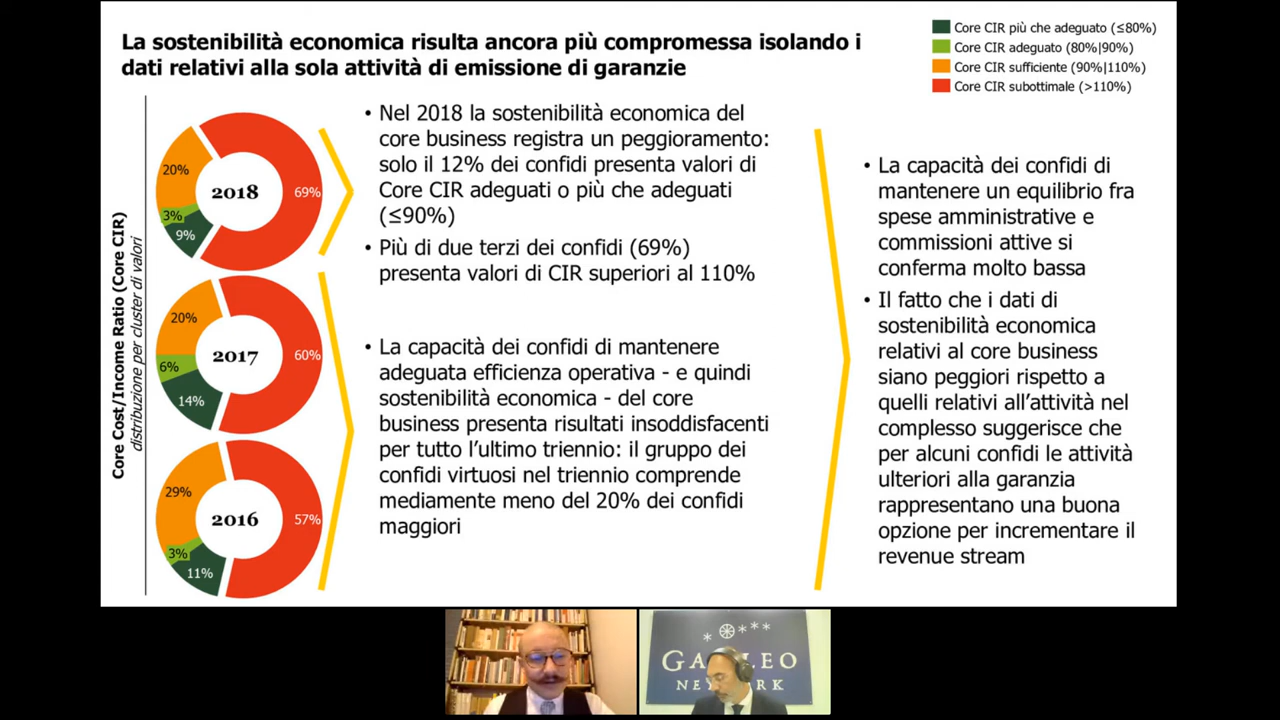 La sostenibilità economica risulta ancora più compromessa isolando i
dati relativi alla sola attività di emissione di garanzie
Core CIR più che adeguato (≤80%)
Core CIR adeguato (80%|90%)
Core CIR sufficiente (90%|110%)
Core CIR subottimale (>110%)
Core Cost/Income Ratio (Core CIR)
distribuzione per cluster di valori
20%
3%
9%
2018
69%
20%
6%
14%
2017
60%
29%
3%
11%
2016
57%
• Nel 2018 la sostenibilità economica del
core business registra un peggioramento:
solo il 12% dei confidi presenta valori di
Core CIR adeguati o più che adeguati
(≤90%)
• Più di due terzi dei confidi (69%)
presenta valori di CIR superiori al 110%
• La capacità dei confidi di mantenere
adeguata efficienza operativa - e quindi
sostenibilità economica - del core
business presenta risultati insoddisfacenti
per tutto l'ultimo triennio: il gruppo dei
confidi virtuosi nel triennio comprende
mediamente meno del 20% dei confidi
maggiori
• La capacità dei confidi di
mantenere un equilibrio fra
spese amministrative e
commissioni attive si
conferma molto bassa
• Il fatto che i dati di
sostenibilità economica
relativi al core business
siano peggiori rispetto a
quelli relativi all'attività nel
complesso suggerisce che
per alcuni confidi le attività
ulteriori alla garanzia
rappresentano una buona
opzione per incrementare il
revenue stream